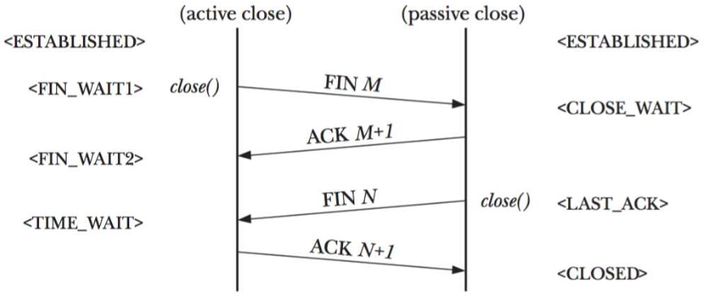 (active close) (passive close)
<ESTABLISHED> <ESTABLISHED>
<FIN_WAIT1> close() FIN M
<CLOSE_WAIT>
ACK M+1
<FIN_WAIT2>
FIN N close() <LAST_ACK>
<TIME_WAIT>
ACK N+1
<CLOSED>